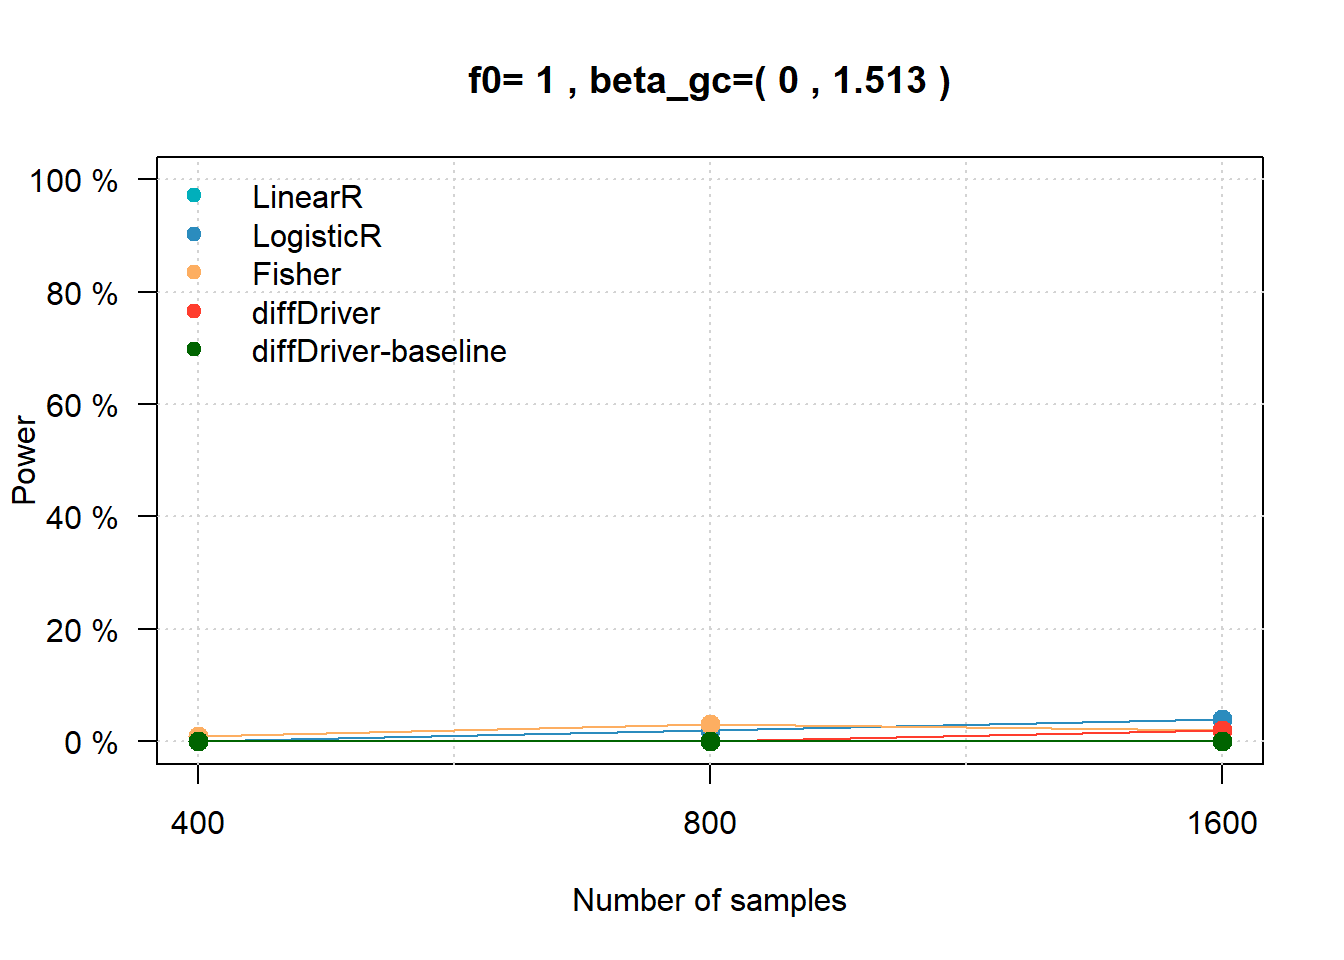 f0= 1 , beta_gc=( 0 , 1.513 )
100 %
80 %
60 %
40 %
20 %
0 %
Power
LinearR
LogisticR
Fisher
diffDriver
diffDriver-baseline
400
800
1600
Number of samples